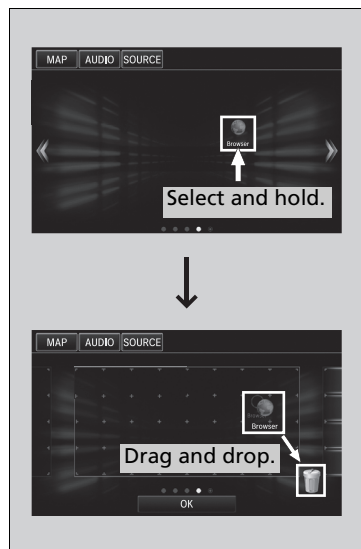 MAP AUDIO SOURCE
Browser
Select and hold.
MAP AUDIO SOURCE
Browser
Drag and drop.
OK